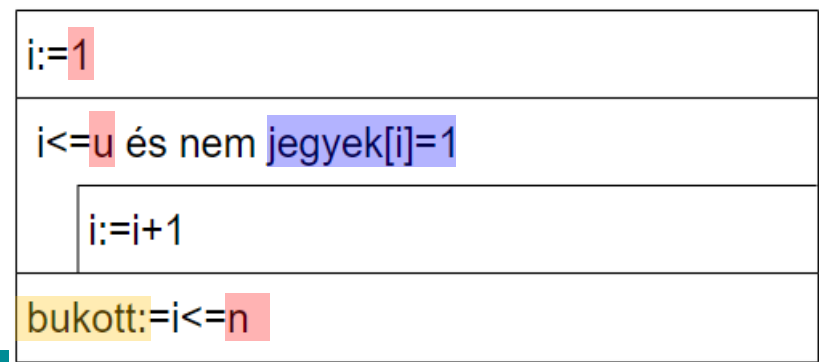 i:=1
i<=u és nem jegyek[i]=1
i:=i+1
bukott:=i<=n